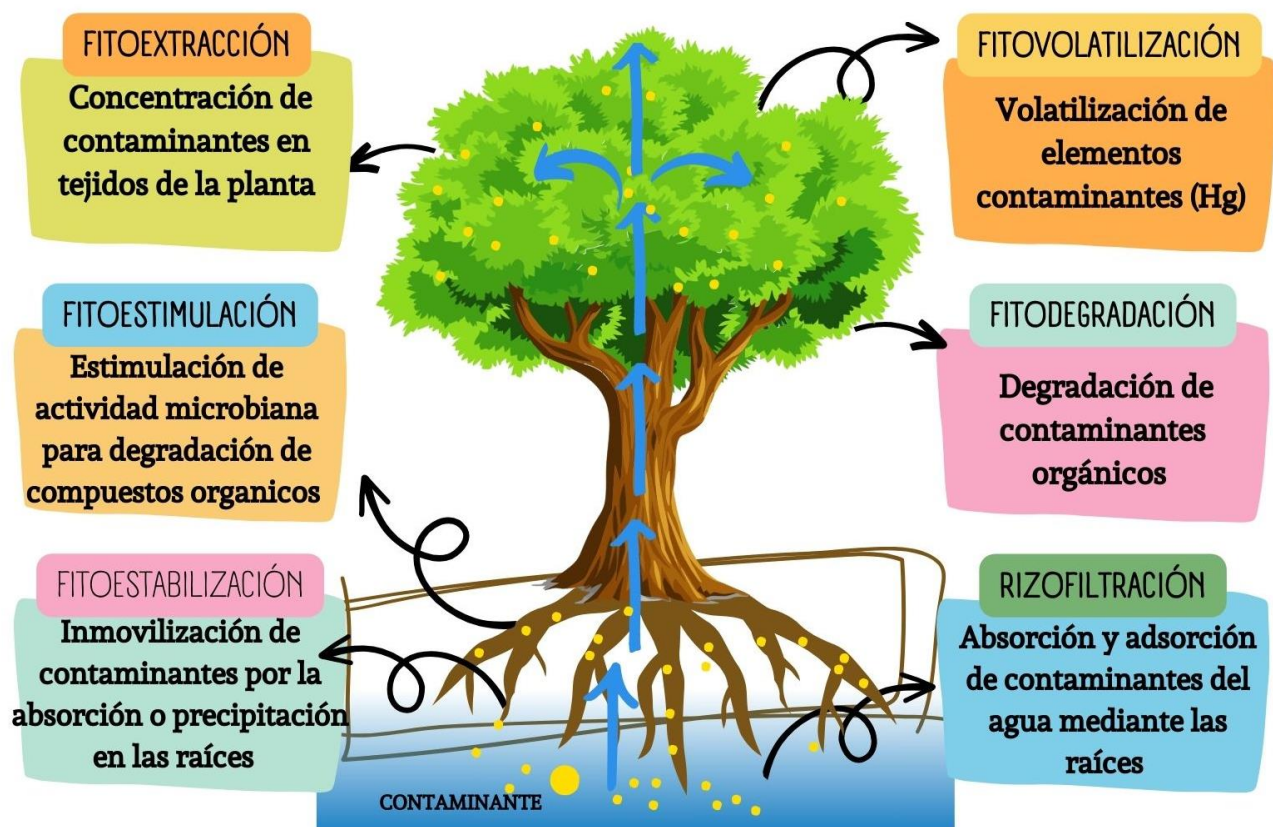 FITOEXTRACCIÓN
Concentración de
contaminantes en
tejidos de la planta
FITOESTIMULACIÓN
Estimulación de
actividad microbiana
para degradación de
compuestos organicos
FITOESTABILIZACIÓN
Inmovilización de
contaminantes por la
absorción o precipitación
en las raíces
FITOVOLATILIZACIÓN
Volatilización de
elementos
contaminantes (Hg)
FITODEGRADACIÓN
Degradación de
contaminantes
orgánicos
RIZOFILTRACIÓN
Absorción y adsorción
de contaminantes del
agua mediante las
raíces
CONTAMINANTE